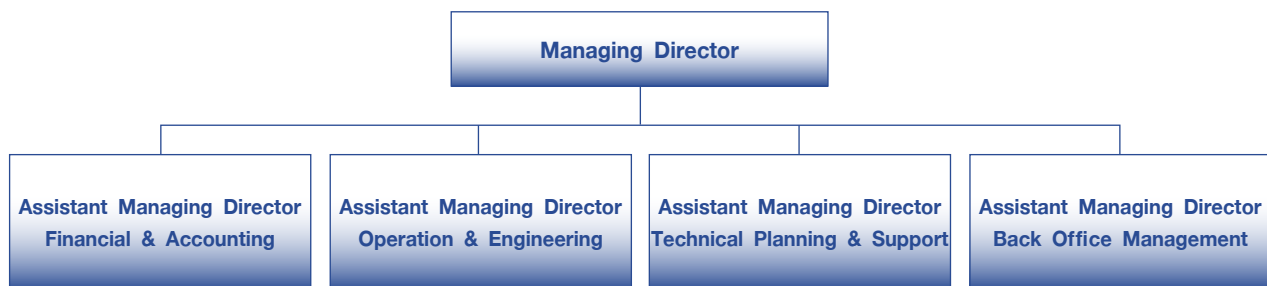 Managing Director
Assistant Managing Director
Financial & Accounting
Assistant Managing Director
Operation & Engineering
Assistant Managing Director
Technical Planning & Support
Assistant Managing Director
Back Office Management